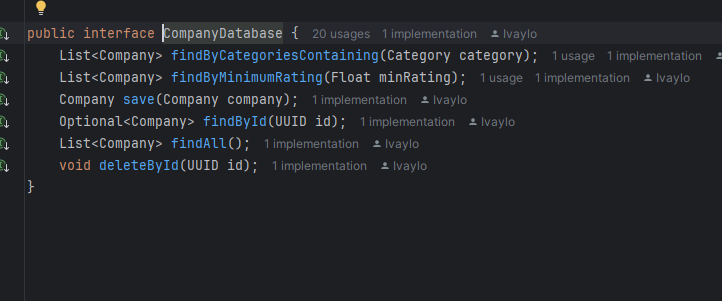 public interface CompanyDatabase { 20 usages 1 implementation Ivaylo
List<Company> findByCategoriesContaining(Category category); 1 usage 1 implementation
List<Company> findByMinimumRating(Float minRating); 1 usage 1 implementation Ivaylo
Company save(Company company); 1 implementation Ivaylo
Optional<Company> findById(UUID id); 1 implementation Ivaylo
List<Company> findAll(); 1 implementation Ivaylo
void deleteById(UUID id); 1 implementation Ivaylo
}